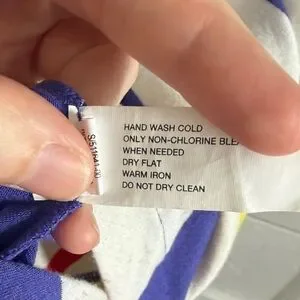 HAND WASH COLD
ONLY NON-CHLORINE
WHEN NEEDED
DRY FLAT
WARM IRON
DO NOT DRY CLEAN